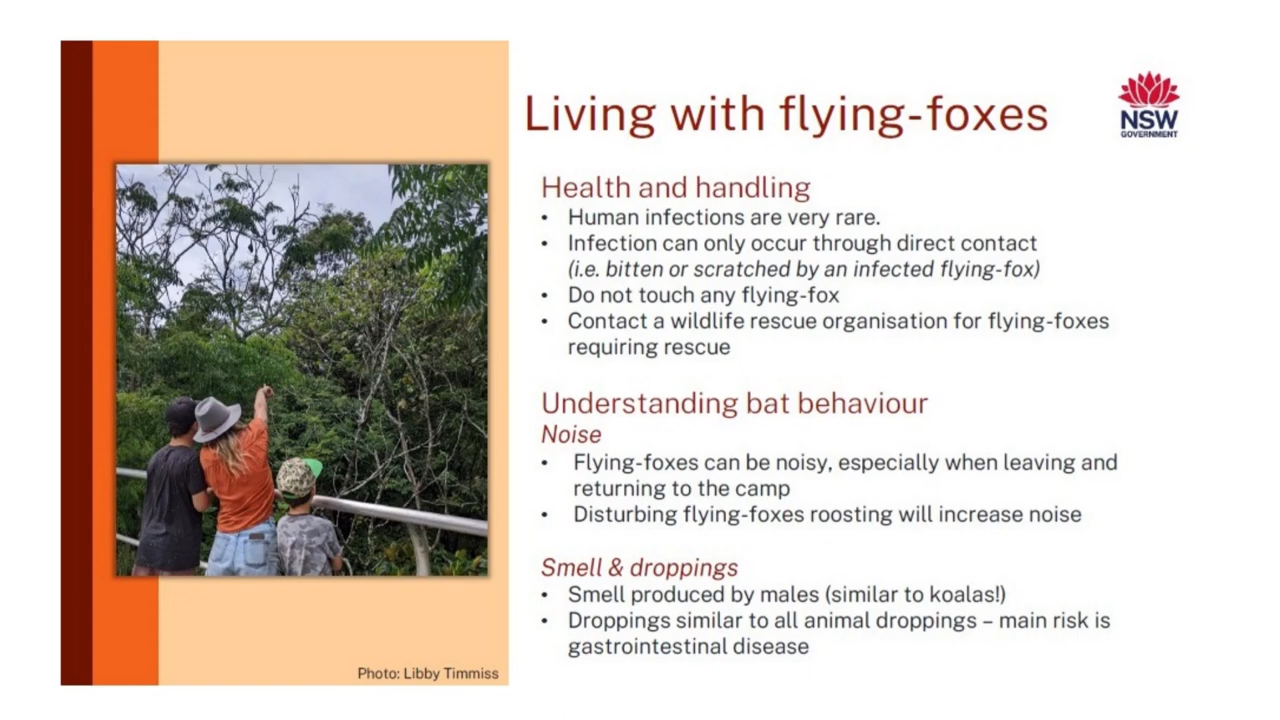 Living with flying-foxes
NSW
GOVERNMENT
Health and handling
• Human infections are very rare.
• Infection can only occur through direct contact
(i.e. bitten or scratched by an infected flying-fox)
• Do not touch any flying-fox
• Contact a wildlife rescue organisation for flying-foxes
requiring rescue
Understanding bat behaviour
Noise
• Flying-foxes can be noisy, especially when leaving and
returning to the camp
• Disturbing flying-foxes roosting will increase noise
Smell & droppings
• Smell produced by males (similar to koalas!)
• Droppings similar to all animal droppings – main risk is
gastrointestinal disease
Photo: Libby Timmiss